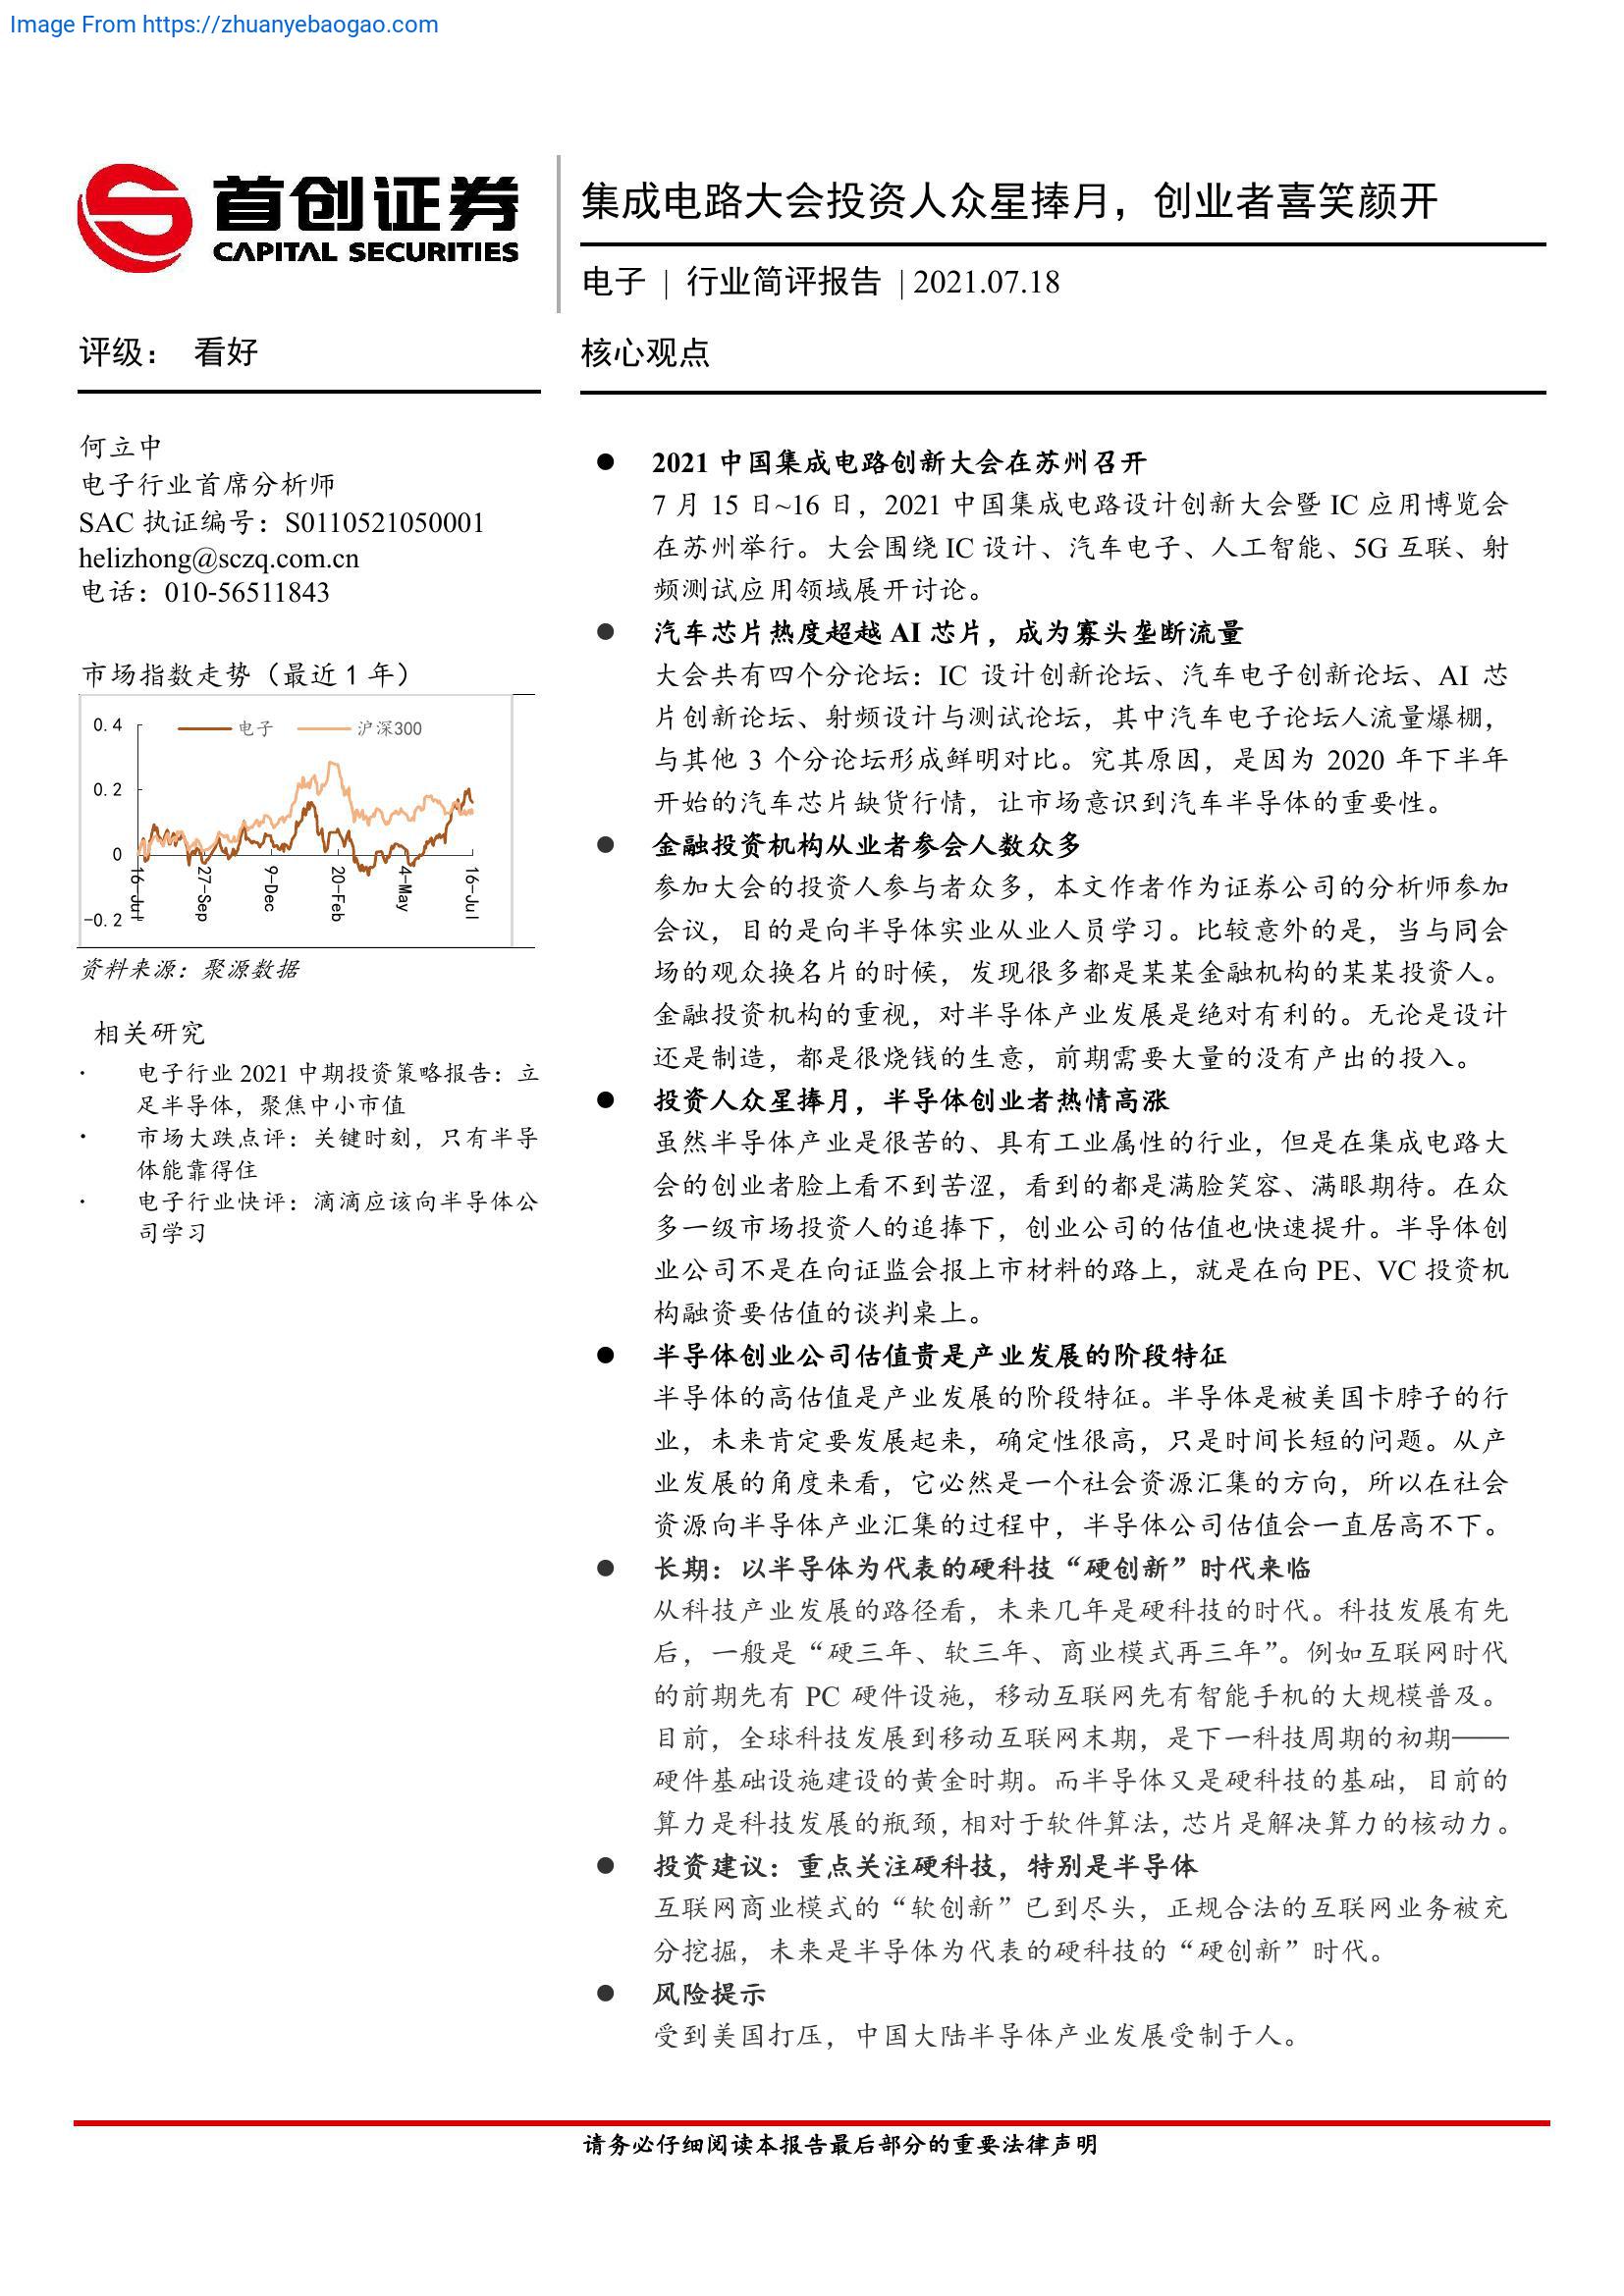 Image From https://zhuanyebaogao.com
首创证券
CAPITAL SECURITIES
集成电路大会投资人众星捧月，创业者喜笑颜开
电子 | 行业简评报告 | 2021.07.18
评级： 看好
何立中
电子行业首席分析师
SAC 执证编号：S0110521050001
helizhong@sczq.com.cn
电话：010-56511843
市场指数走势（最近 1 年）
电子 沪深300
0.4
0.2
0
-0.2
16-Jul
27-Sep
9-Dec
20-Feb
4-May
16-Jul
资料来源：聚源数据
相关研究
· 电子行业 2021 中期投资策略报告：立
足半导体，聚焦中小市值
· 市场大跌点评：关键时刻，只有半导
体能靠得住
· 电子行业快评：滴滴应该向半导体公
司学习
核心观点
● 2021 中国集成电路创新大会在苏州召开
7 月 15 日~16 日，2021 中国集成电路设计创新大会暨 IC 应用博览会
在苏州举行。大会围绕 IC 设计、汽车电子、人工智能、5G 互联、射
频测试应用领域展开讨论。
● 汽车芯片热度超越 AI 芯片，成为寡头垄断流量
大会共有四个分论坛：IC 设计创新论坛、汽车电子创新论坛、AI 芯
片创新论坛、射频设计与测试论坛，其中汽车电子论坛人流量爆棚，
与其他 3 个分论坛形成鲜明对比。究其原因，是因为 2020 年下半年
开始的汽车芯片缺货行情，让市场意识到汽车半导体的重要性。
● 金融投资机构从业者参会人数众多
参加大会的投资人参与者众多，本文作者作为证券公司的分析师参加
会议，目的是向半导体实业从业人员学习。比较意外的是，当与同会
场的观众换名片的时候，发现很多都是某某金融机构的某某投资人。
金融投资机构的重视，对半导体产业发展是绝对有利的。无论是设计
还是制造，都是很烧钱的生意，前期需要大量的没有产出的投入。
● 投资人众星捧月，半导体创业者热情高涨
虽然半导体产业是很苦的、具有工业属性的行业，但是在集成电路大
会的创业者脸上看不到苦涩，看到的都是满脸笑容、满眼期待。在众
多一级市场投资人的追捧下，创业公司的估值也快速提升。半导体创
业公司不是在向证监会报上市材料的路上，就是在向 PE、VC 投资机
构融资要估值的谈判桌上。
● 半导体创业公司估值贵是产业发展的阶段特征
半导体的高估值是产业发展的阶段特征。半导体是被美国卡脖子的行
业，未来肯定要发展起来，确定性很高，只是时间长短的问题。从产
业发展的角度来看，它必然是一个社会资源汇集的方向，所以在社会
资源向半导体产业汇集的过程中，半导体公司估值会一直居高不下。
● 长期：以半导体为代表的硬科技“硬创新”时代来临
从科技产业发展的路径看，未来几年是硬科技的时代。科技发展有先
后，一般是“硬三年、软三年、商业模式再三年”。例如互联网时代
的前期先有 PC 硬件设施，移动互联网先有智能手机的大规模普及。
目前，全球科技发展到移动互联网末期，是下一科技周期的初期——
硬件基础设施建设的黄金时期。而半导体又是硬科技的基础，目前的
算力是科技发展的瓶颈，相对于软件算法，芯片是解决算力的核动力。
● 投资建议：重点关注硬科技，特别是半导体
互联网商业模式的“软创新”已到尽头，正规合法的互联网业务被充
分挖掘，未来是半导体为代表的硬科技的“硬创新”时代。
● 风险提示
受到美国打压，中国大陆半导体产业发展受制于人。
请务必仔细阅读本报告最后部分的重要法律声明